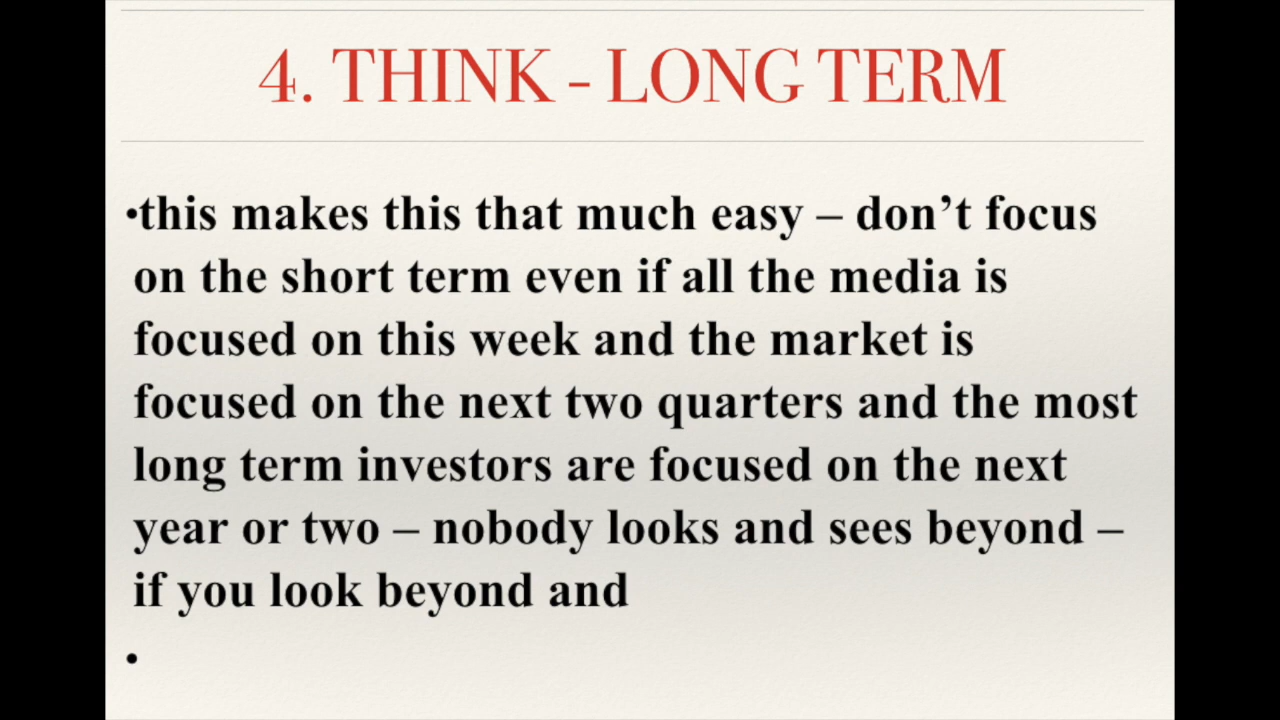 4. THINK - LONG TERM
•this makes this that much easy – don’t focus
on the short term even if all the media is
focused on this week and the market is
focused on the next two quarters and the most
long term investors are focused on the next
year or two – nobody looks and sees beyond –
if you look beyond and
•